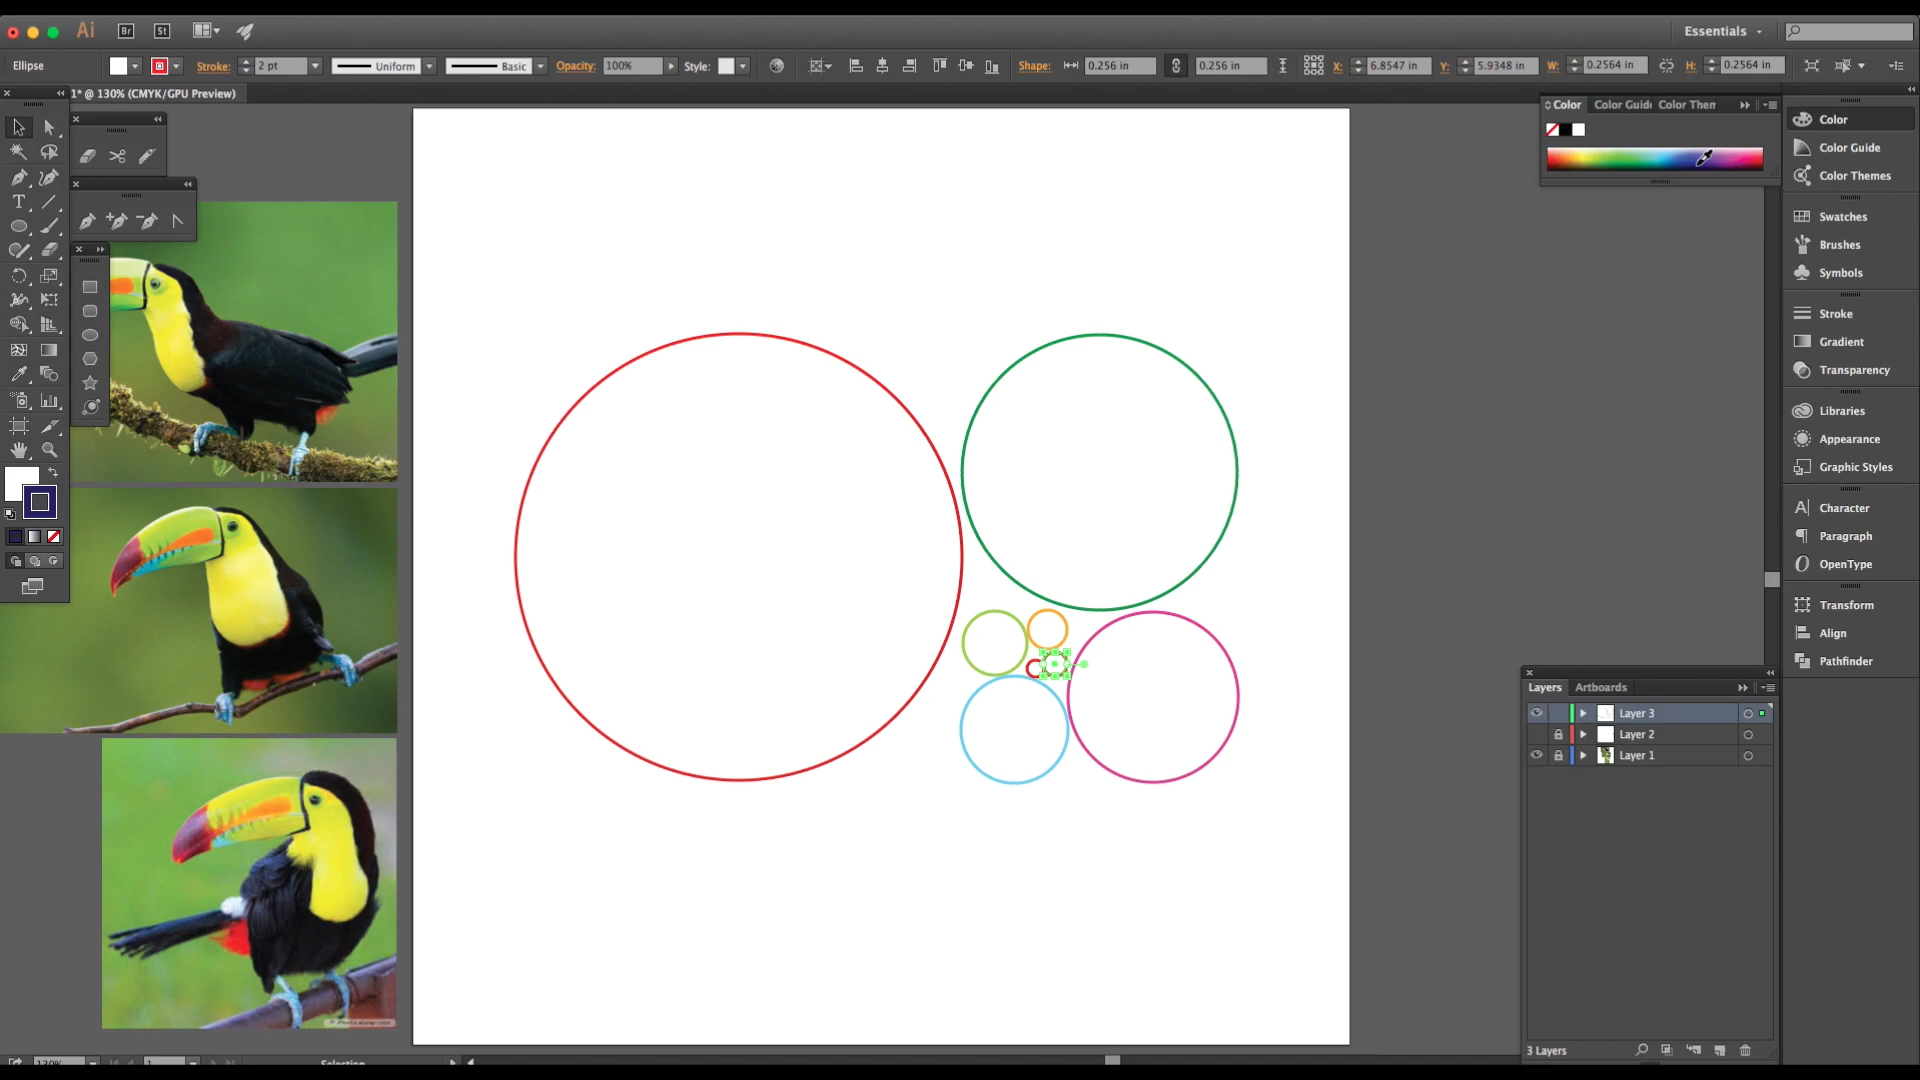 Ai Br St Essentials
Ellipse Stroke: 2 pt Uniform Basic Opacity: 100% Style: Shape: 0.256 in 0.256 in X: 6.8547 in Y: 5.9348 in W: 0.2564 in H: 0.2564 in
1* @ 130% (CMYK/GPU Preview)
Color Color Guide Color Them
Color
Color Guide
Color Themes
Swatches
Brushes
Symbols
Stroke
Gradient
Transparency
Libraries
Appearance
Graphic Styles
Character
Paragraph
OpenType
Transform
Align
Pathfinder
Layers Artboards
Layer 3
Layer 2
Layer 1
3 Layers
130% 1 Selection